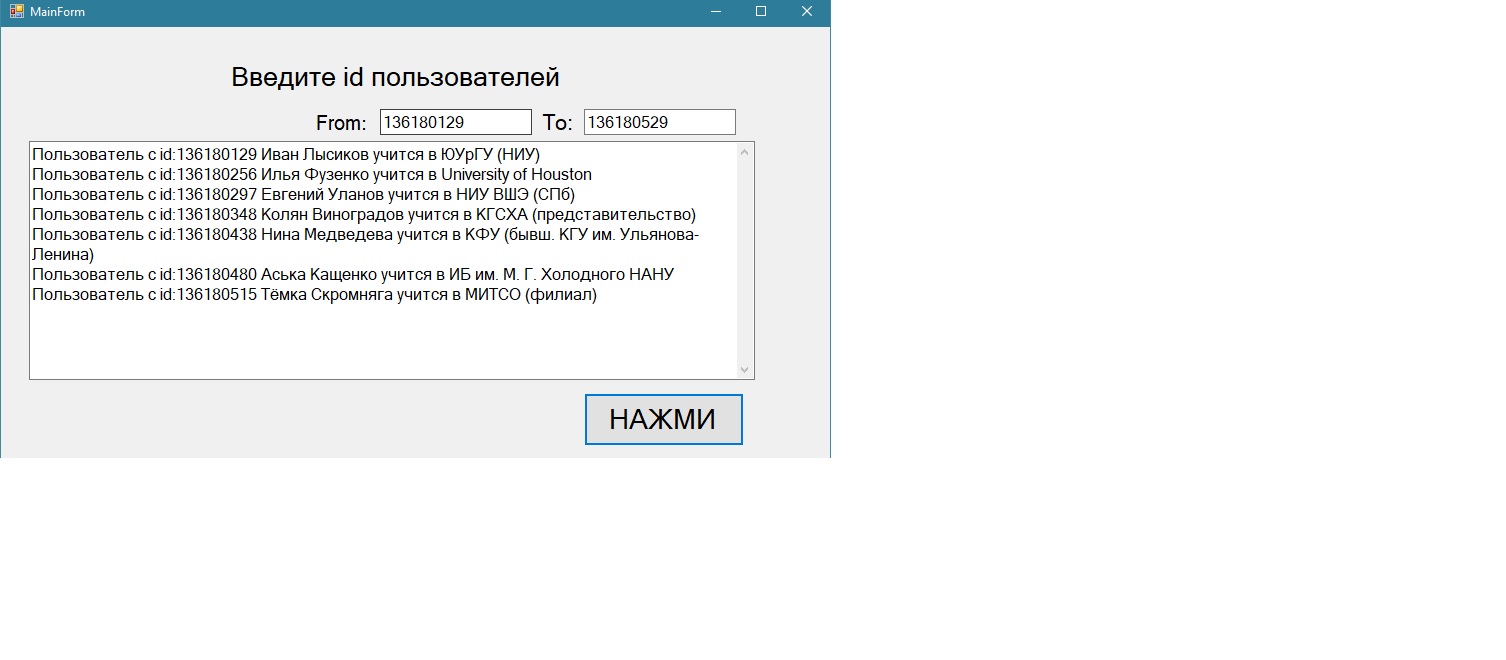 MainForm
Введите id пользователей
From: 136180129 To: 136180529
Пользователь с id:136180129 Иван Лысиков учится в ЮУрГУ (НИУ)
Пользователь с id:136180256 Илья Фузенко учится в University of Houston
Пользователь с id:136180297 Евгений Уланов учится в НИУ ВШЭ (СПб)
Пользователь с id:136180348 Колян Виноградов учится в КГСХА (представительство)
Пользователь с id:136180438 Нина Медведева учится в КФУ (бывш. КГУ им. Ульянова-
Ленина)
Пользователь с id:136180480 Аська Кащенко учится в ИБ им. М. Г. Холодного НАНУ
Пользователь с id:136180515 Тёмка Скромняга учится в МИТСО (филиал)
НАЖМИ